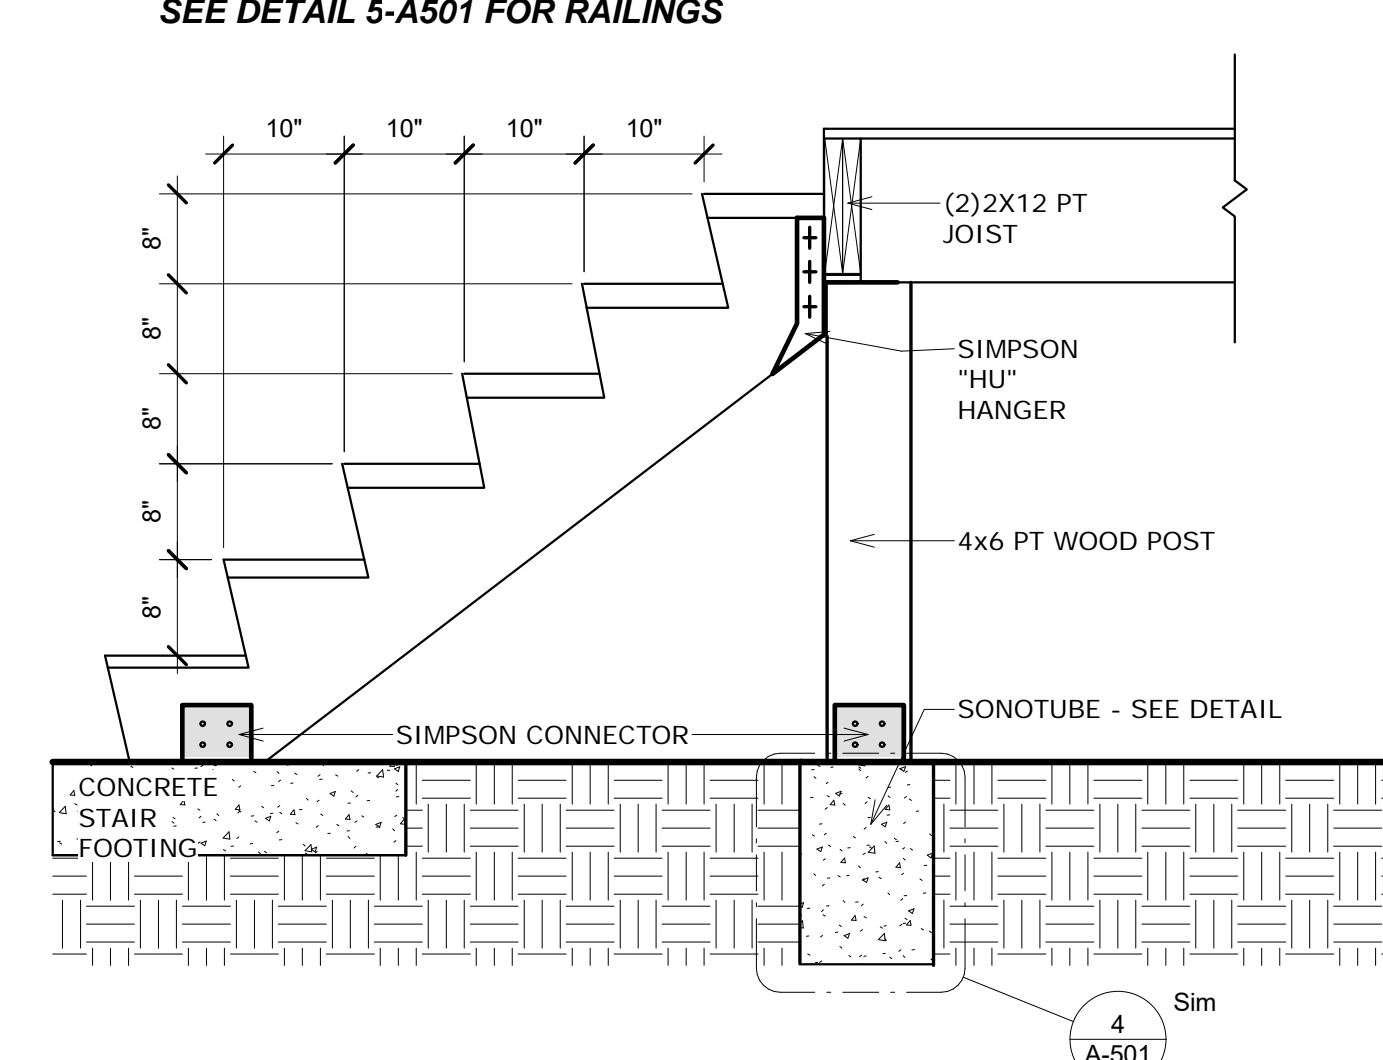 SEE DETAIL 5-A501 FOR RAILINGS
10" 10" 10" 10"
8"
8"
8"
8"
8"
(2)2X12 PT
JOIST
SIMPSON
"HU"
HANGER
4x6 PT WOOD POST
SONOTUBE - SEE DETAIL
SIMPSON CONNECTOR
CONCRETE
STAIR
FOOTING
Sim
4
A-501